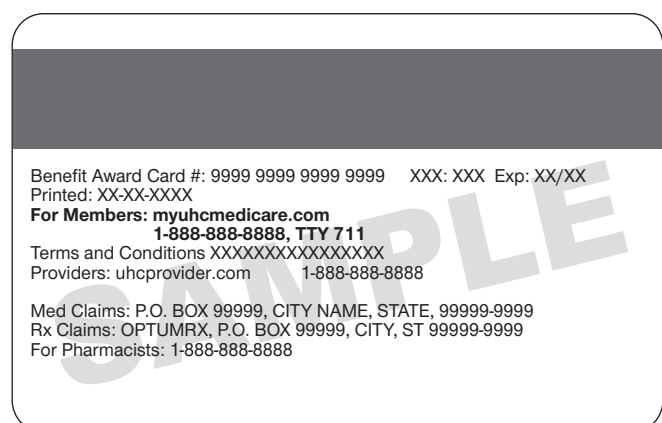 Benefit Award Card #: 9999 9999 9999 9999 XXX: XXX Exp: XX/XX
Printed: XX-XX-XXXX
For Members: myuhcmedicare.com
1-888-888-8888, TTY 711
Terms and Conditions XXXXXXXXXXXXXXXX
Providers: uhcprovider.com 1-888-888-8888
Med Claims: P.O. BOX 99999, CITY NAME, STATE, 99999-9999
Rx Claims: OPTUMRX, P.O. BOX 99999, CITY, ST 99999-9999
For Pharmacists: 1-888-888-8888
SAMPLE